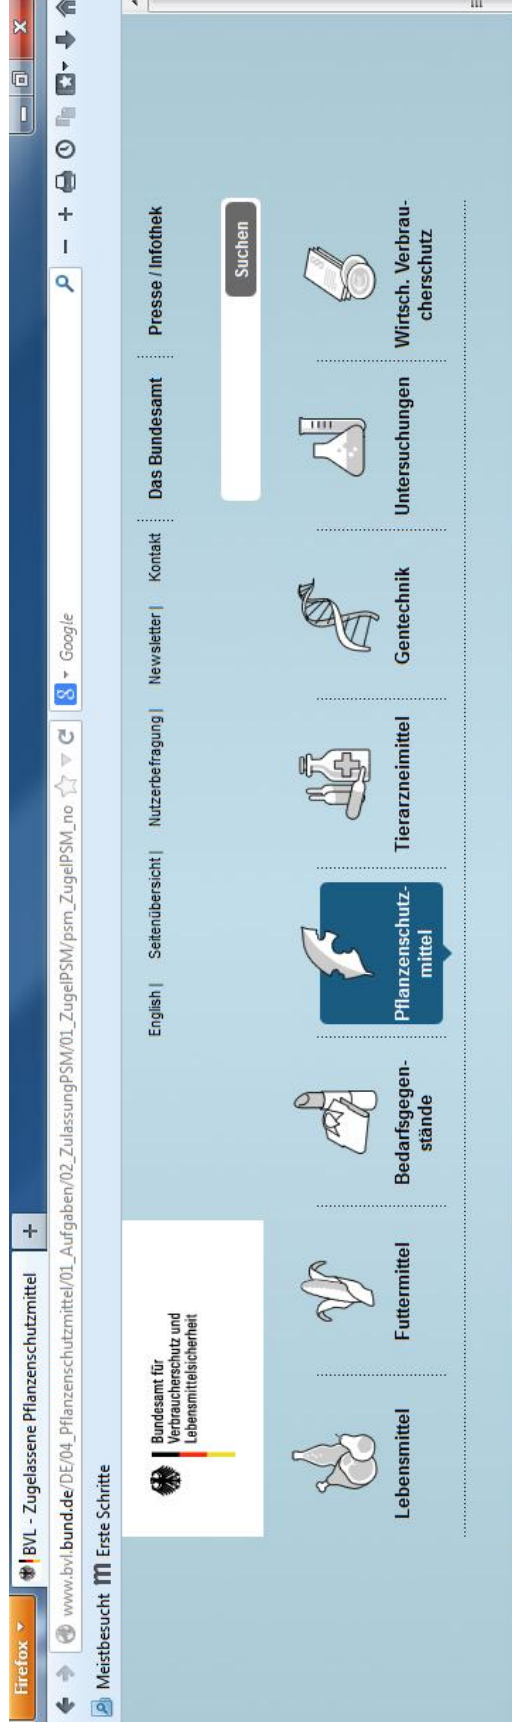 Firefox
BVL - Zugelassene Pflanzenschutzmittel
+
www.bvl.bund.de/DE/04_Pflanzenschutzmittel/01_Aufgaben/02_ZulassungPSM/01_ZugelPSM/psm_ZugelPSM_no
8 Google
Meistbesucht m Erste Schritte
Bundesamt für
Verbraucherschutz und
Lebensmittelsicherheit
English | Seitenübersicht | Nutzerbefragung | Newsletter | Kontakt
Das Bundesamt
Presse / Infothek
Suchen
Lebensmittel
Futtermittel
Bedarfsgegen-
stände
Pflanzenschutz-
mittel
Tierarzneimittel
Gentechnik
Untersuchungen
Wirtsch. Verbrau-
cherschutz